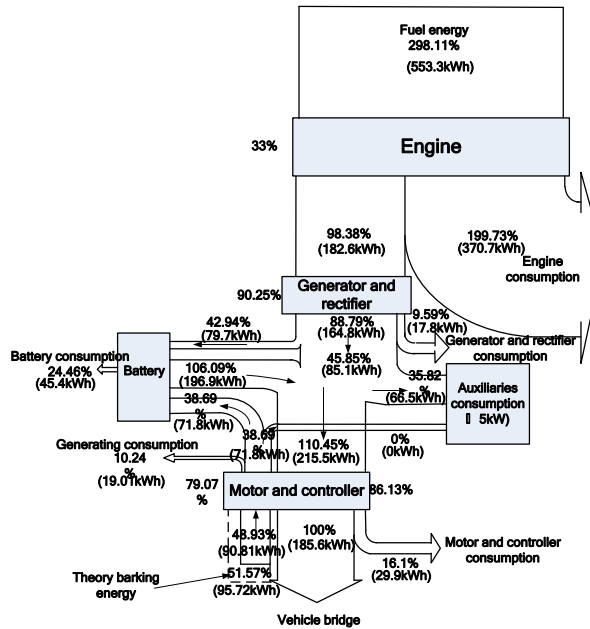 Fuel energy
298.11%
(553.3kWh)
33%
Engine
98.38%
(182.6kWh)
199.73%
(370.7kWh)
Engine
consumption
90.25%
Generator and
rectifier
9.59%
(17.8kWh)
Generator and rectifier
consumption
42.94%
(79.7kWh)
88.79%
(164.8kWh)
45.85%
(85.1kWh)
Battery consumption
24.46%
(45.4kWh)
Battery
106.09%
(196.9kWh)
35.82
%
(66.5kWh)
Auxiliaries
consumption
( 5kW)
38.69
%
(71.8kWh)
38.69
%
(71.8kWh)
Generating consumption
10.24
%
(19.01kWh)
110.45%
(215.5kWh)
0%
(0kWh)
79.07
%
Motor and controller
86.13%
48.93%
(90.81kWh)
100%
(185.6kWh)
Motor and controller
consumption
16.1%
(29.9kWh)
51.57%
(95.72kWh)
Theory barking
energy
Vehicle bridge